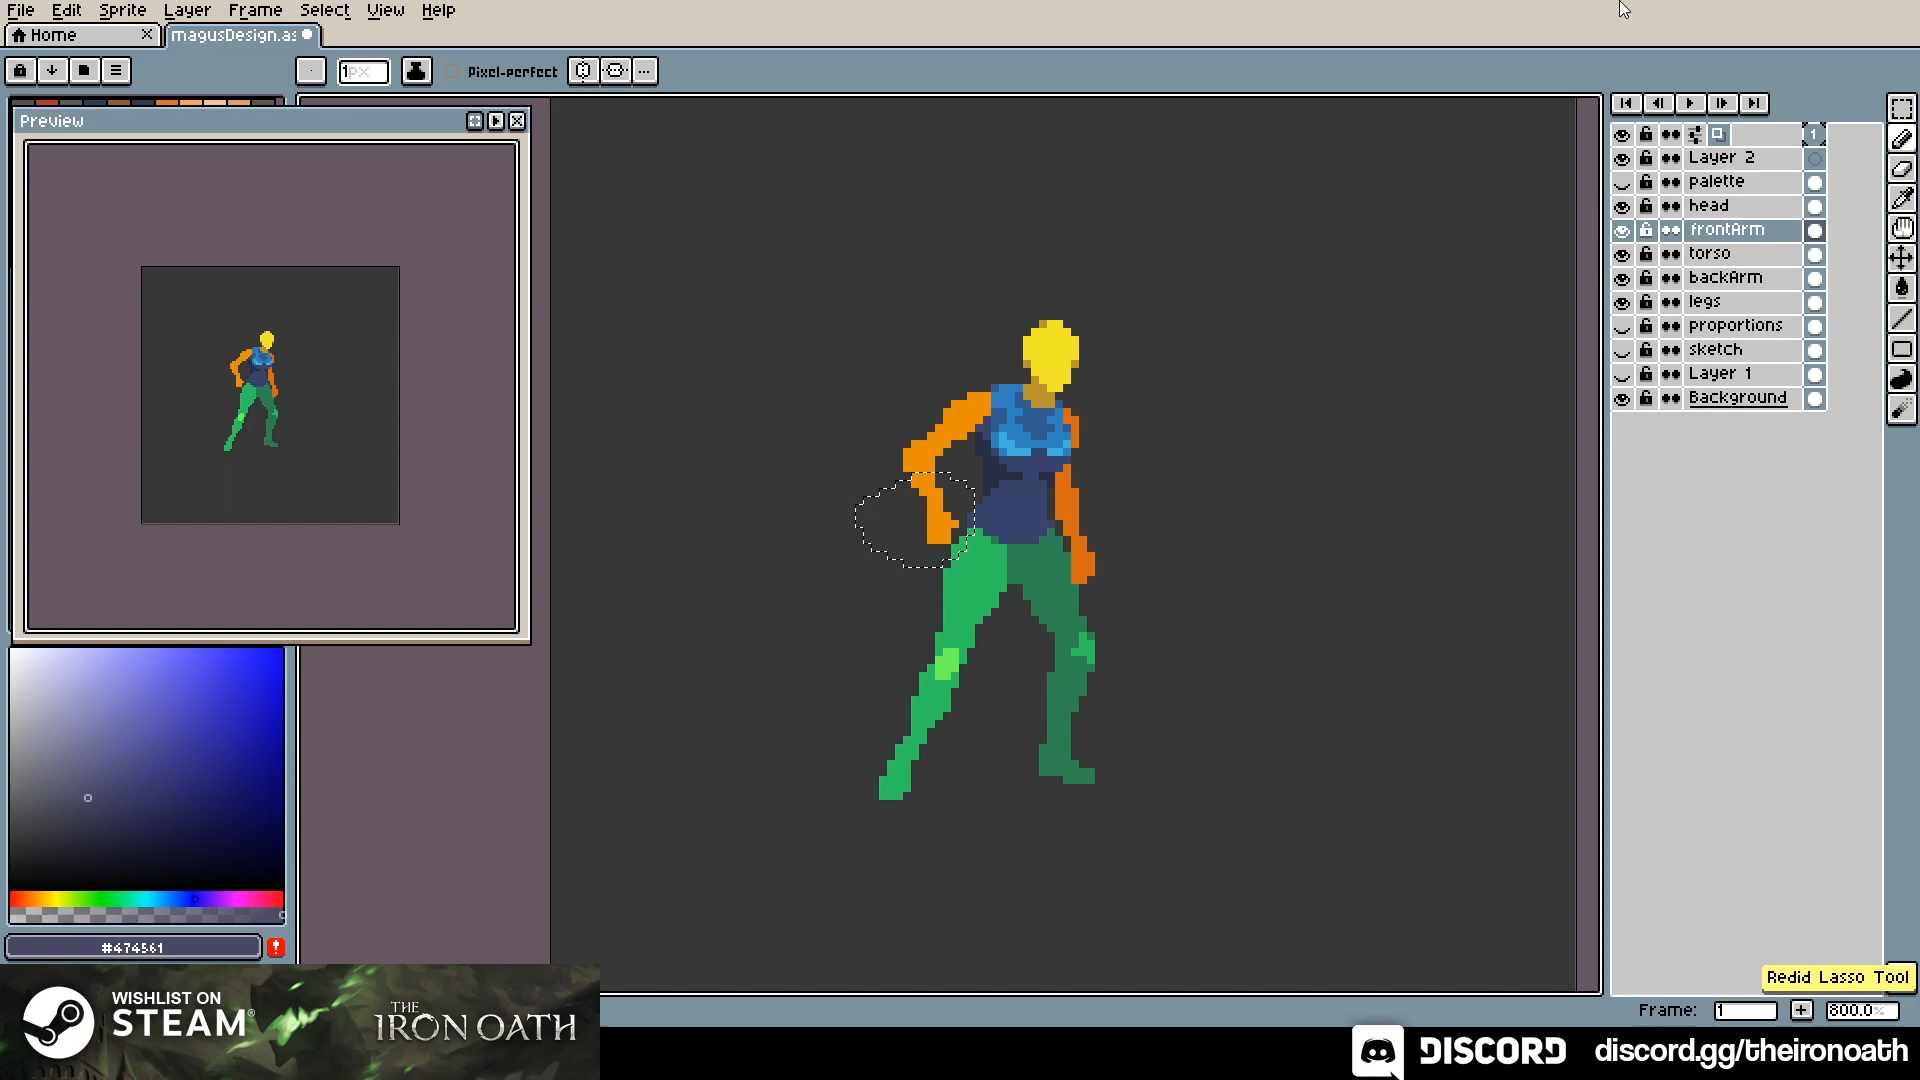 File Edit Sprite Layer Frame Select View Help
Home
magusDesign.as
1px
Pixel-perfect
Preview
1
Layer 2
palette
head
frontArm
torso
backArm
legs
proportions
sketch
Layer 1
Background
#474561
Redid Lasso Tool
Frame: 1
800.0%
WISHLIST ON
STEAM®
THE
IRON OATH
DISCORD
discord.gg/theironoath